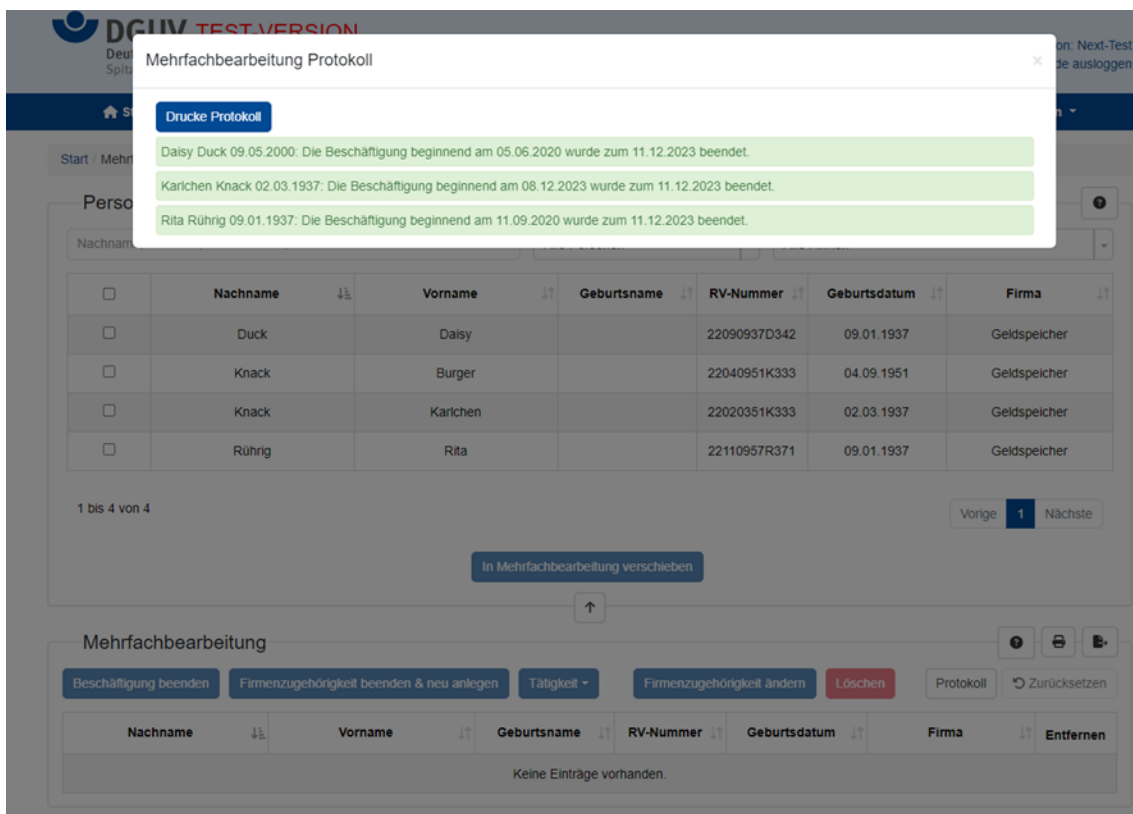 DGUV TEST-VERSION
Deu
Spitz
on: Next-Test
de ausloggen
Mehrfachbearbeitung Protokoll
×
Drucke Protokoll
Daisy Duck 09.05.2000: Die Beschäftigung beginnend am 05.06.2020 wurde zum 11.12.2023 beendet.
Karlchen Knack 02.03.1937: Die Beschäftigung beginnend am 08.12.2023 wurde zum 11.12.2023 beendet.
Rita Rührig 09.01.1937: Die Beschäftigung beginnend am 11.09.2020 wurde zum 11.12.2023 beendet.
Start / Mehrf
Perso
Nachname
Nachname Vorname Geburtsname RV-Nummer Geburtsdatum Firma
Duck Daisy 22090937D342 09.01.1937 Geldspeicher
Knack Burger 22040951K333 04.09.1951 Geldspeicher
Knack Karlchen 22020351K333 02.03.1937 Geldspeicher
Rührig Rita 22110957R371 09.01.1937 Geldspeicher
1 bis 4 von 4
Vorige 1 Nächste
In Mehrfachbearbeitung verschieben
Mehrfachbearbeitung
Beschäftigung beenden Firmenzugehörigkeit beenden & neu anlegen Tätigkeit Firmenzugehörigkeit ändern Löschen Protokoll Zurücksetzen
Nachname Vorname Geburtsname RV-Nummer Geburtsdatum Firma Entfernen
Keine Einträge vorhanden.